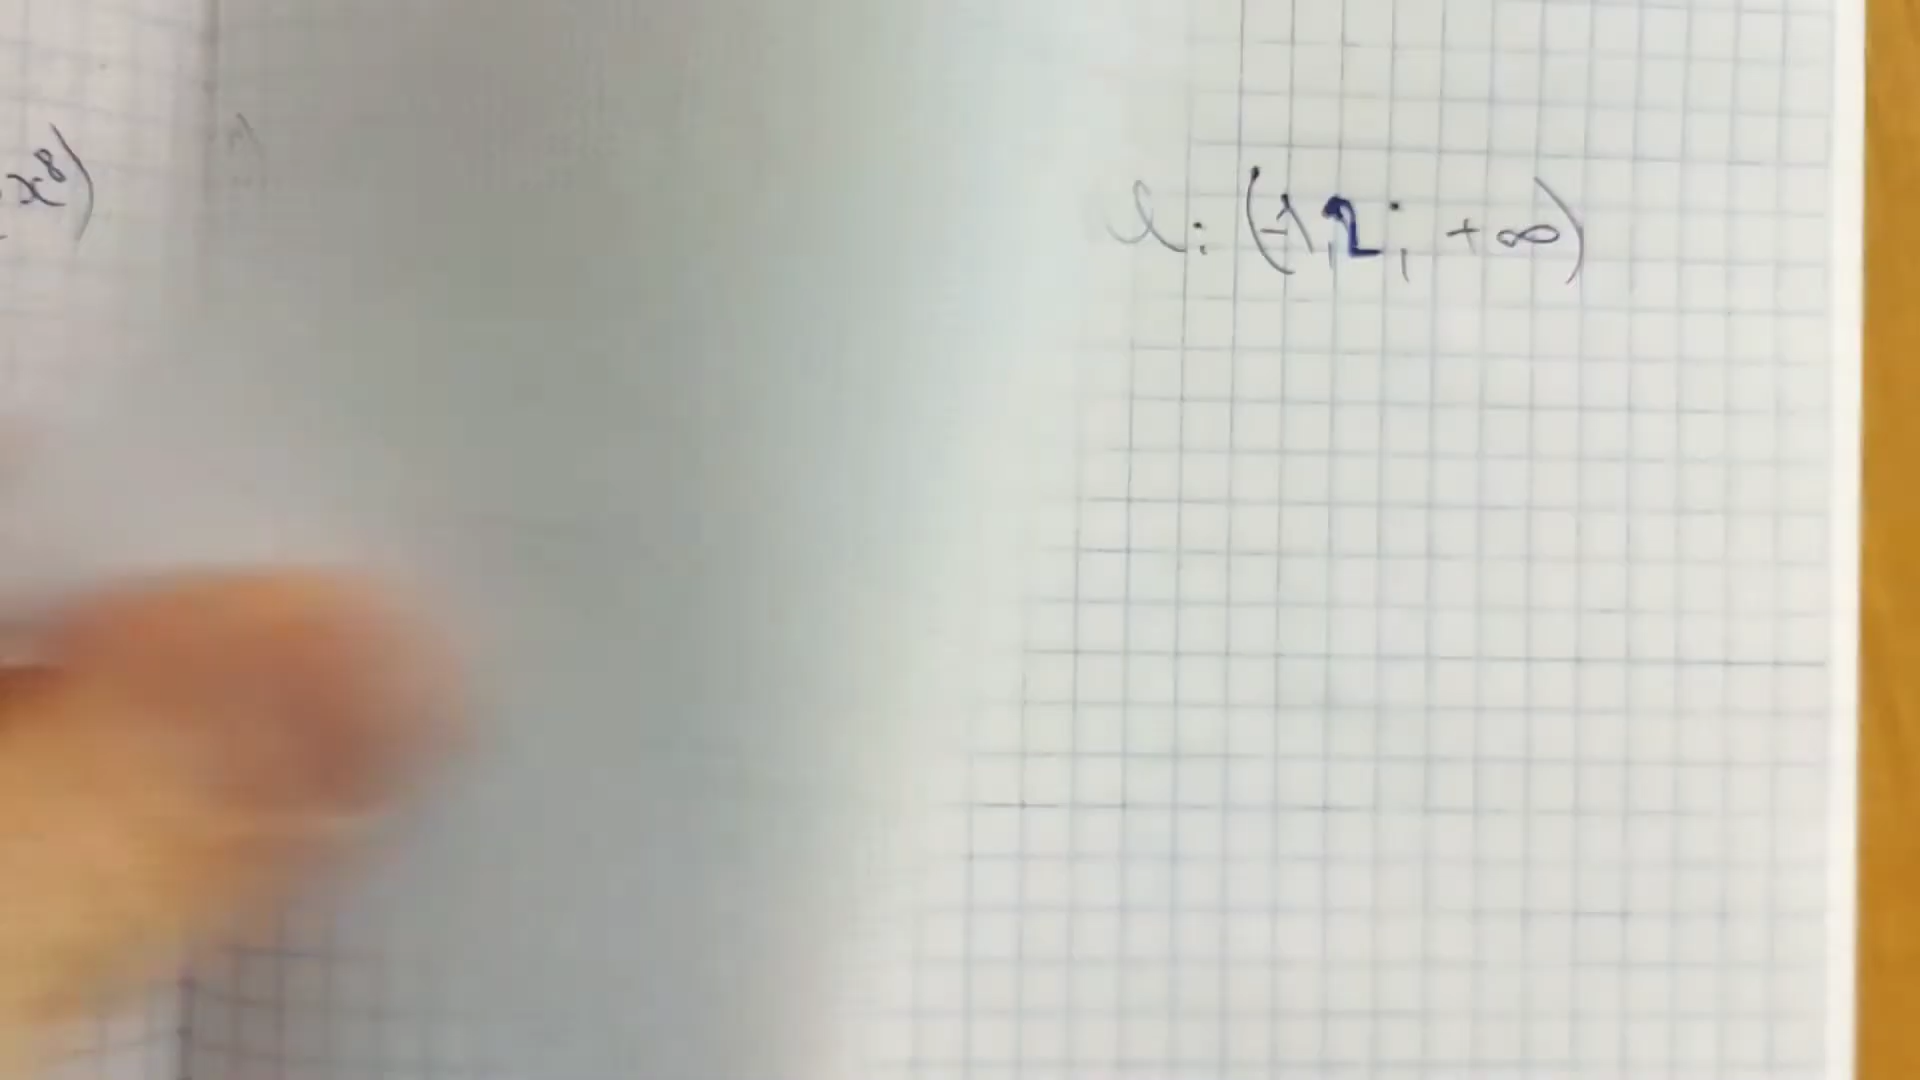 x⁸)
: (-1,2; +∞)